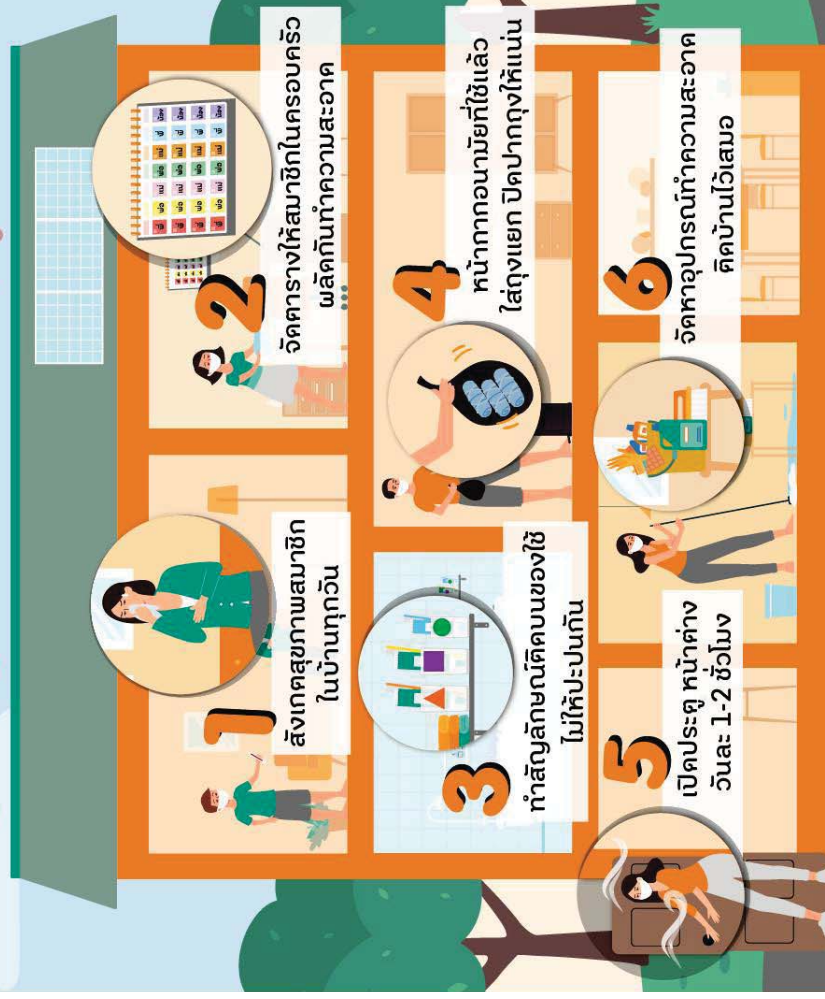 1
สังเกตสุขภาพสมาชิก
ในบ้านทุกวัน
2
จัดตารางให้สมาชิกในครอบครัว
ผลัดกันทำความสะอาด
3
ทำสัญลักษณ์ติดบนของใช้
ไม่ให้ปะปนกัน
4
หน้ากากอนามัยที่ใช้แล้ว
ใส่ถุงแยก ปิดปากถุงให้แน่น
5
เปิดประตู หน้าต่าง
วันละ 1-2 ชั่วโมง
6
จัดหาอุปกรณ์ทำความสะอาด
ติดบ้านไว้เสมอ